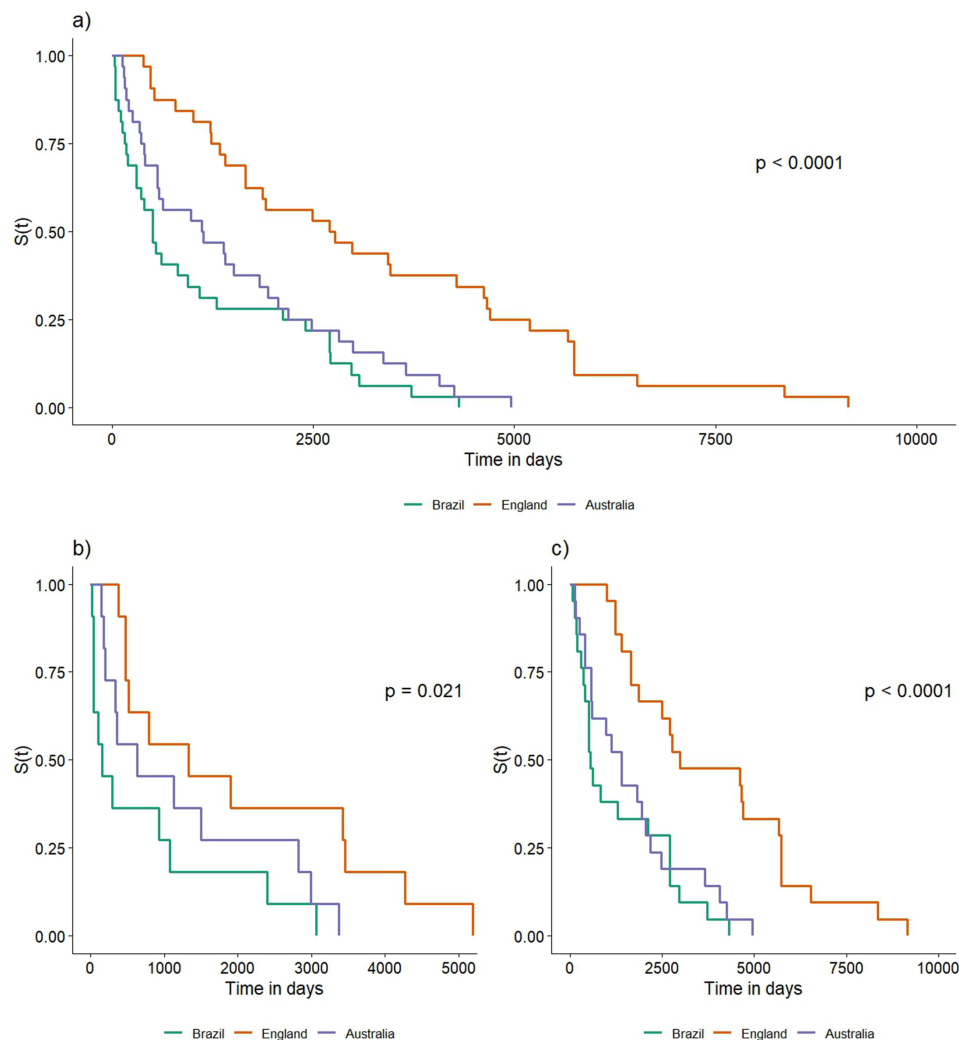 a)
1.00
0.75
0.50
0.25
0.00
S(t)
p < 0.0001
0 2500 5000 7500 10000
Time in days
Brazil England Australia
b)
1.00
0.75
0.50
0.25
0.00
S(t)
p = 0.021
0 1000 2000 3000 4000 5000
Time in days
Brazil England Australia
c)
1.00
0.75
0.50
0.25
0.00
S(t)
p < 0.0001
0 2500 5000 7500 10000
Time in days
Brazil England Australia